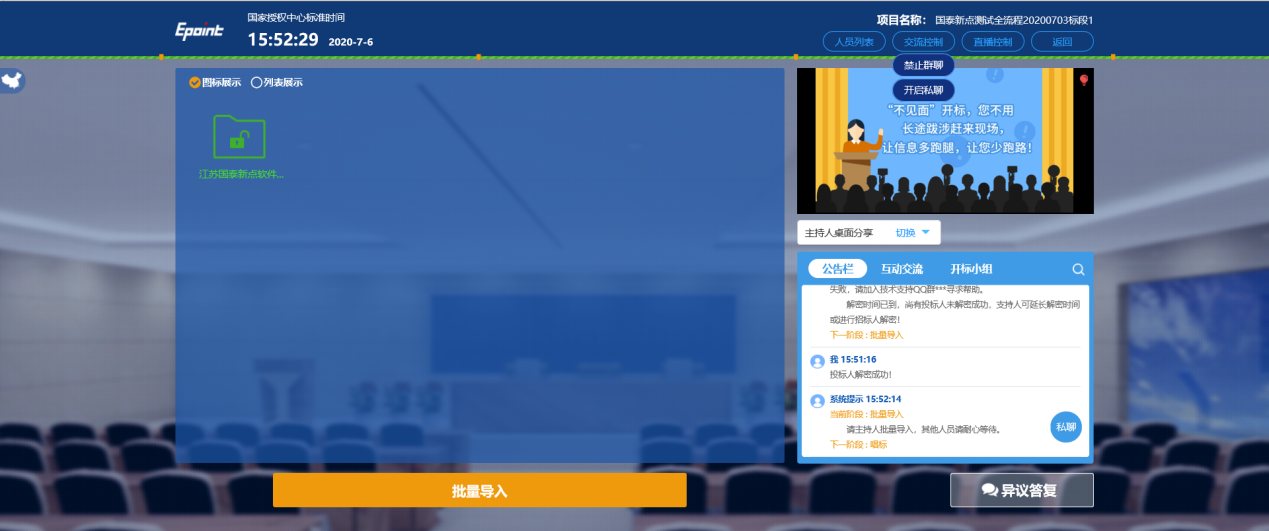 Epoint
国家授权中心标准时间
15:52:29 2020-7-6
项目名称： 国泰新点测试全流程20200703标段1
人员列表 交流控制 直播控制 返回
禁止群聊
开启私聊
图标展示 列表展示
江苏国泰新点软件...
“不见面”开标，您不用
长途跋涉赶来现场，
让信息多跑腿，让您少跑路！
主持人桌面分享 切换
公告栏 互动交流 开标小组
失败，请加入技术支持QQ群***寻求帮助。
解密时间已到，尚有投标人未解密成功，支持人可延长解密时间
或进行招标人解密！
下一阶段：批量导入
我 15:51:16
投标人解密成功！
系统提示 15:52:14
当前阶段：批量导入
请主持人批量导入，其他人员请耐心等待。
下一阶段：唱标
私聊
批量导入
异议答复